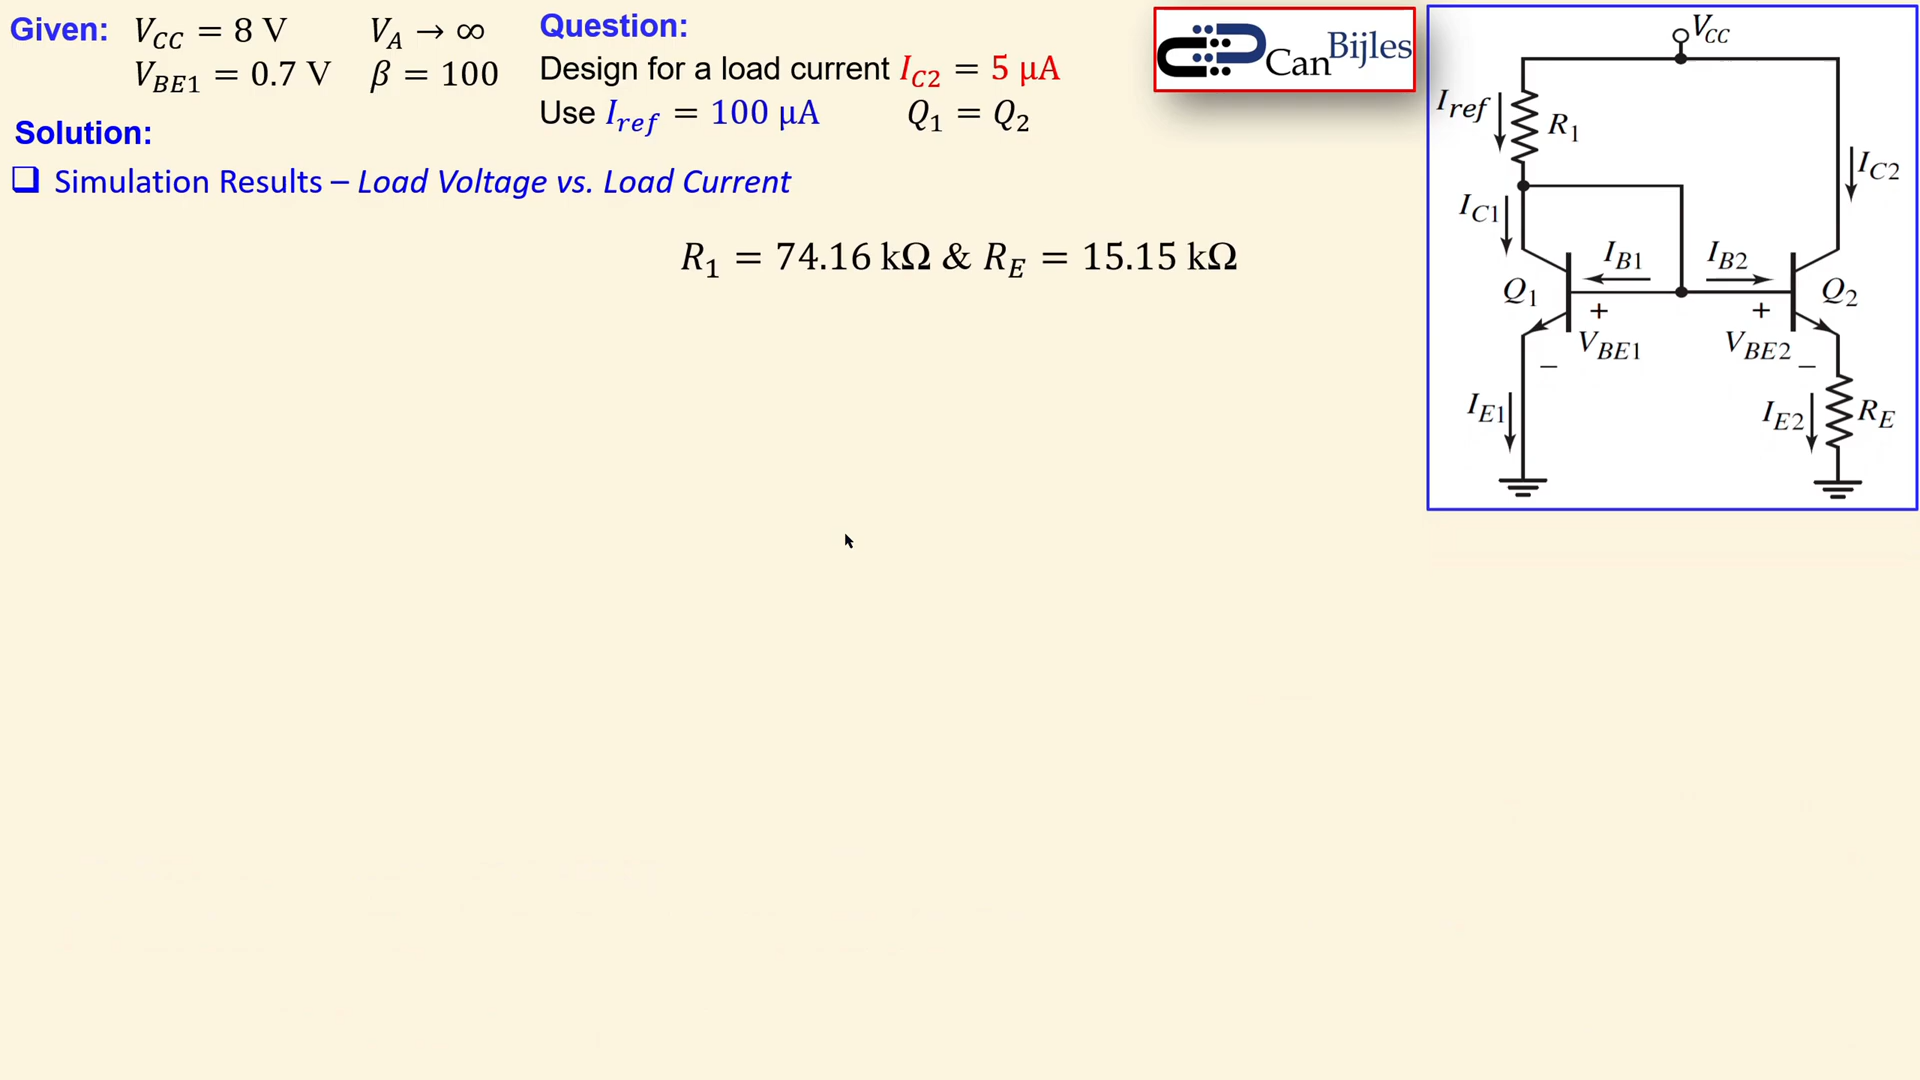 Given: V_CC = 8 V V_A → ∞
V_BE1 = 0.7 V β = 100
Question:
Design for a load current I_C2 = 5 µA
Use I_ref = 100 µA Q_1 = Q_2
CanBijles
Solution:
❑ Simulation Results – Load Voltage vs. Load Current
R_1 = 74.16 kΩ & R_E = 15.15 kΩ
V_CC
I_ref R_1
I_C2
I_C1
I_B1 I_B2
Q_1 Q_2
+ +
V_BE1 V_BE2
– –
I_E1 I_E2 R_E